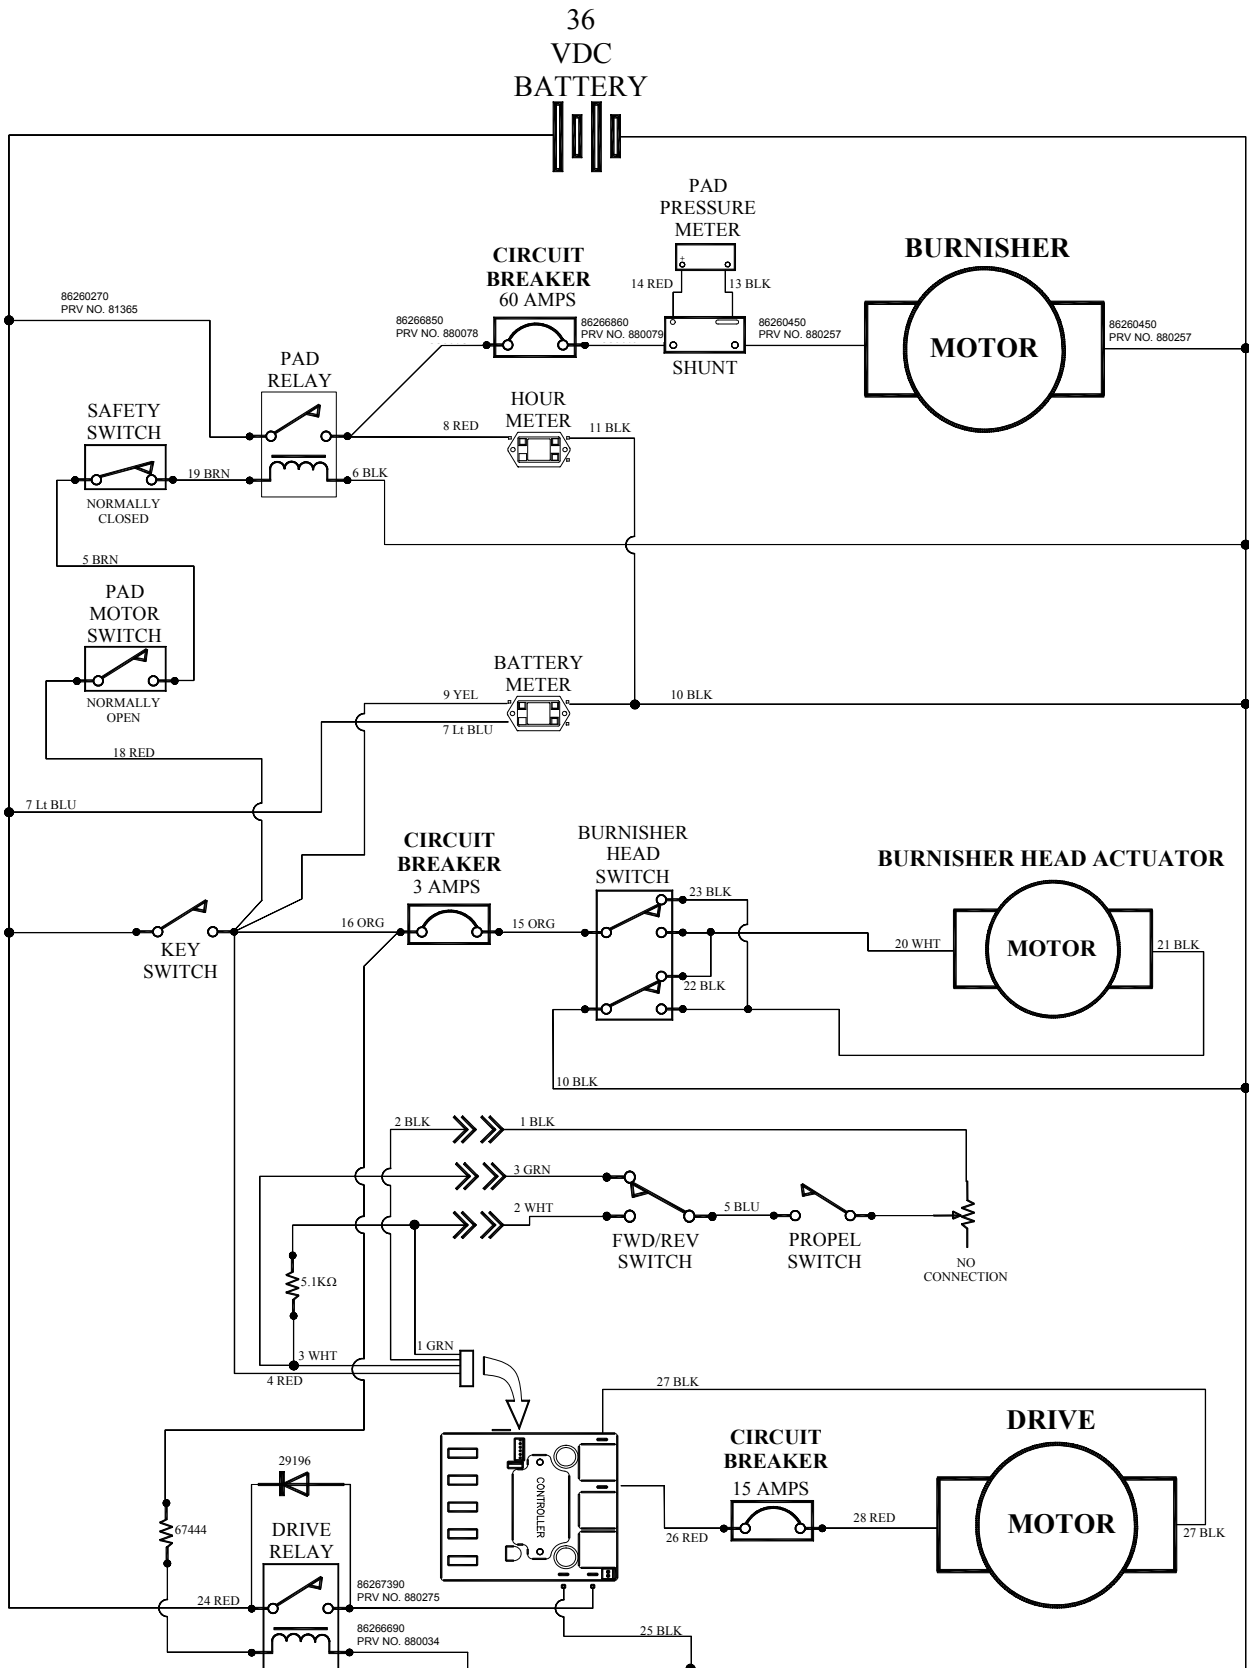 36
VDC
BATTERY
PAD
PRESSURE
METER
+
14 RED
13 BLK
SHUNT
CIRCUIT
BREAKER
60 AMPS
BURNISHER
MOTOR
86260270
PRV NO. 81365
86266850
PRV NO. 880078
86266860
PRV NO. 880079
86260450
PRV NO. 880257
86260450
PRV NO. 880257
PAD
RELAY
HOUR
METER
8 RED
11 BLK
SAFETY
SWITCH
19 BRN
6 BLK
NORMALLY
CLOSED
5 BRN
PAD
MOTOR
SWITCH
NORMALLY
OPEN
18 RED
BATTERY
METER
9 YEL
7 Lt BLU
10 BLK
7 Lt BLU
CIRCUIT
BREAKER
3 AMPS
BURNISHER
HEAD
SWITCH
BURNISHER HEAD ACTUATOR
MOTOR
23 BLK
16 ORG
15 ORG
20 WHT
21 BLK
KEY
SWITCH
22 BLK
10 BLK
2 BLK
1 BLK
3 GRN
2 WHT
5 BLU
FWD/REV
SWITCH
PROPEL
SWITCH
NO
CONNECTION
5.1KΩ
1 GRN
3 WHT
4 RED
27 BLK
DRIVE
MOTOR
CIRCUIT
BREAKER
15 AMPS
CONTROLLER
26 RED
28 RED
27 BLK
29196
67444
DRIVE
RELAY
24 RED
86267390
PRV NO. 880275
86266690
PRV NO. 880034
25 BLK